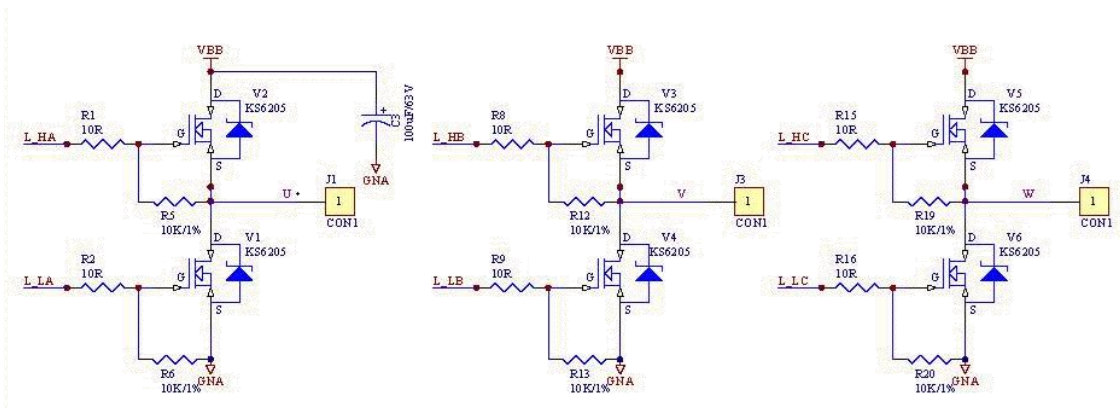 VBB
D
V2
KS6205
R1
10R
L_HA
G
S
+
C3
100uF/63V
GNA
J1
U
1
CON1
R5
10K/1%
D
V1
KS6205
R2
10R
L_LA
G
S
R6
10K/1%
GNA
VBB
D
V3
KS6205
R8
10R
L_HB
G
S
J3
V
1
CON1
R12
10K/1%
D
V4
KS6205
R9
10R
L_LB
G
S
R13
10K/1%
GNA
VBB
D
V5
KS6205
R15
10R
L_HC
G
S
J4
W
1
CON1
R19
10K/1%
D
V6
KS6205
R16
10R
L_LC
G
S
R20
10K/1%
GNA